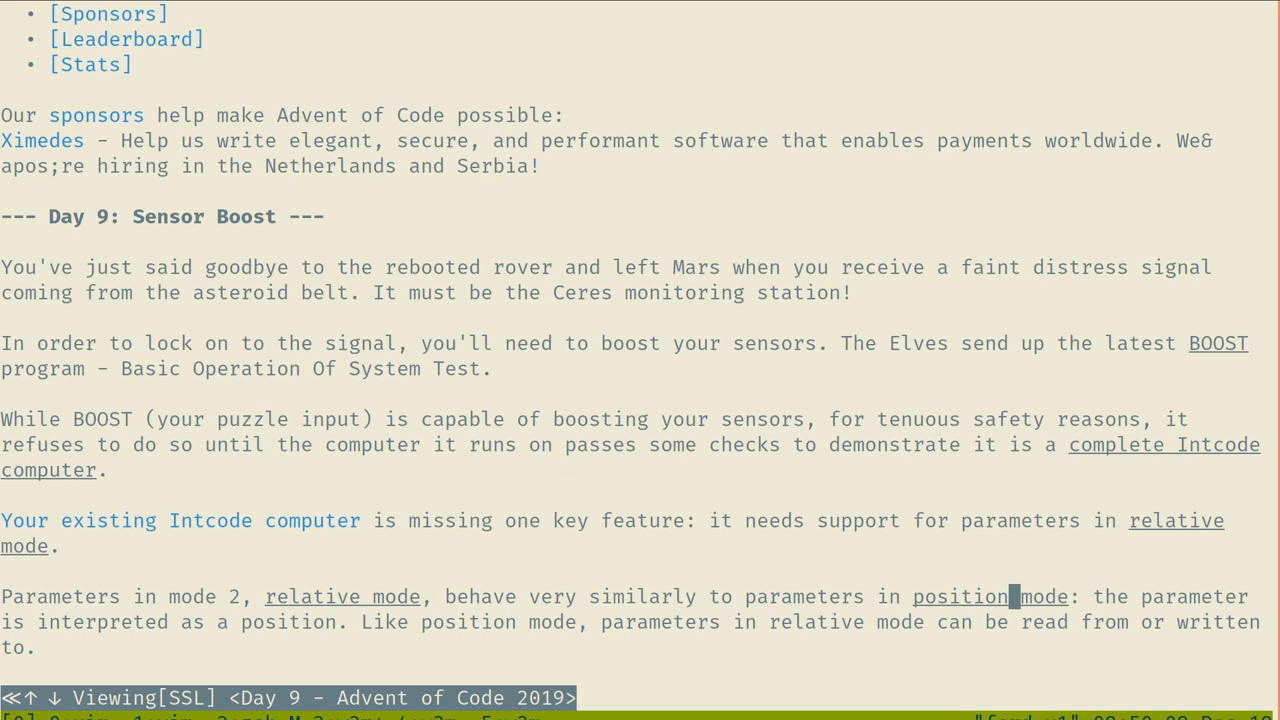 • [Sponsors]
• [Leaderboard]
• [Stats]
Our sponsors help make Advent of Code possible:
Ximedes - Help us write elegant, secure, and performant software that enables payments worldwide. We&
apos;re hiring in the Netherlands and Serbia!
--- Day 9: Sensor Boost ---
You've just said goodbye to the rebooted rover and left Mars when you receive a faint distress signal
coming from the asteroid belt. It must be the Ceres monitoring station!
In order to lock on to the signal, you'll need to boost your sensors. The Elves send up the latest BOOST
program - Basic Operation Of System Test.
While BOOST (your puzzle input) is capable of boosting your sensors, for tenuous safety reasons, it
refuses to do so until the computer it runs on passes some checks to demonstrate it is a complete Intcode
computer.
Your existing Intcode computer is missing one key feature: it needs support for parameters in relative
mode.
Parameters in mode 2, relative mode, behave very similarly to parameters in position mode: the parameter
is interpreted as a position. Like position mode, parameters in relative mode can be read from or written
to.
≪↑ ↓ Viewing[SSL] <Day 9 - Advent of Code 2019>